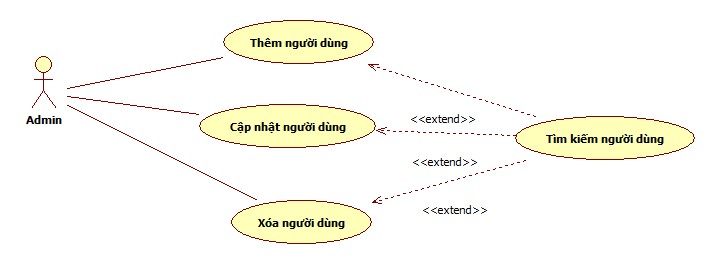 Thêm người dùng
Admin
<<extend>>
Cập nhật người dùng
Tìm kiếm người dùng
<<extend>>
<<extend>>
Xóa người dùng